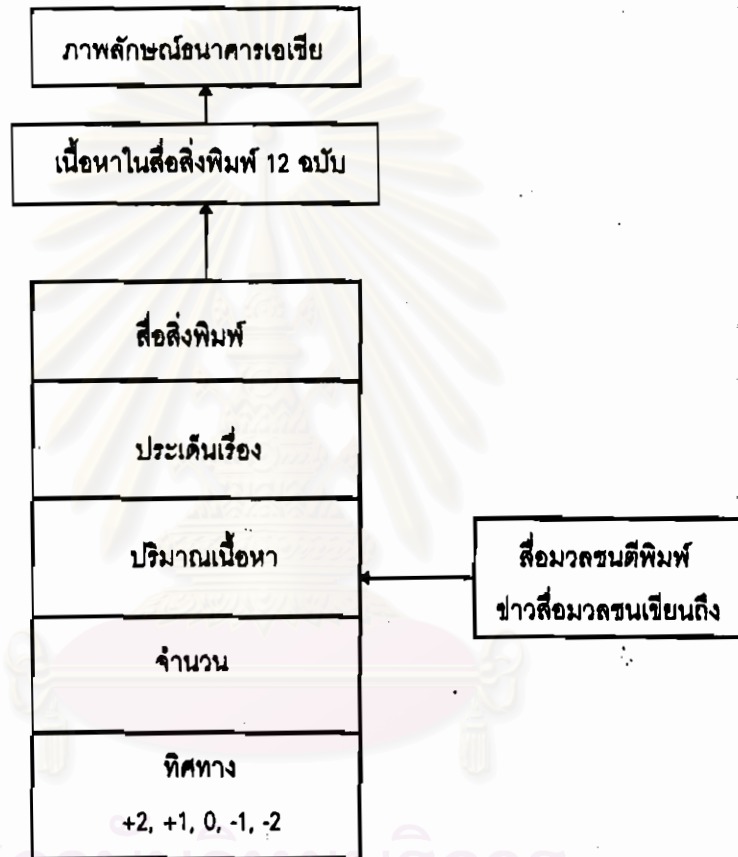 ภาพลักษณ์ธนาคารเอเซีย
เนื้อหาในสื่อสิ่งพิมพ์ 12 ฉบับ
สื่อสิ่งพิมพ์
ประเด็นเรื่อง
ปริมาณเนื้อหา
สื่อมวลชนตีพิมพ์
ข่าวสื่อมวลชนเขียนถึง
จำนวน
ทิศทาง
+2, +1, 0, -1, -2